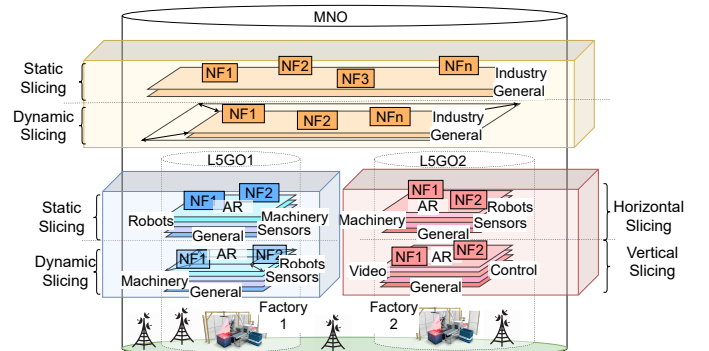 MNO
Static
Slicing
NF1
NF2
NF3
NFn
Industry
General
Dynamic
Slicing
NF1
NF2
NFn
Industry
General
L5GO1
L5GO2
Static
Slicing
NF1
NF2
AR
Robots
Machinery
Sensors
General
Dynamic
Slicing
NF1
NF2
AR
Robots
Sensors
Machinery
General
NF1
NF2
AR
Robots
Machinery
Sensors
General
Horizontal
Slicing
NF1
NF2
AR
Video
Control
General
Vertical
Slicing
Factory
1
Factory
2